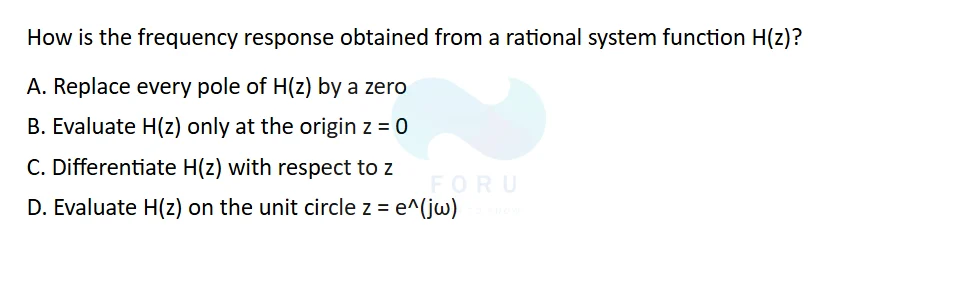 How is the frequency response obtained from a rational system function H(z)?
A. Replace every pole of H(z) by a zero
B. Evaluate H(z) only at the origin z = 0
C. Differentiate H(z) with respect to z
FORU
D. Evaluate H(z) on the unit circle z = e^(jω)